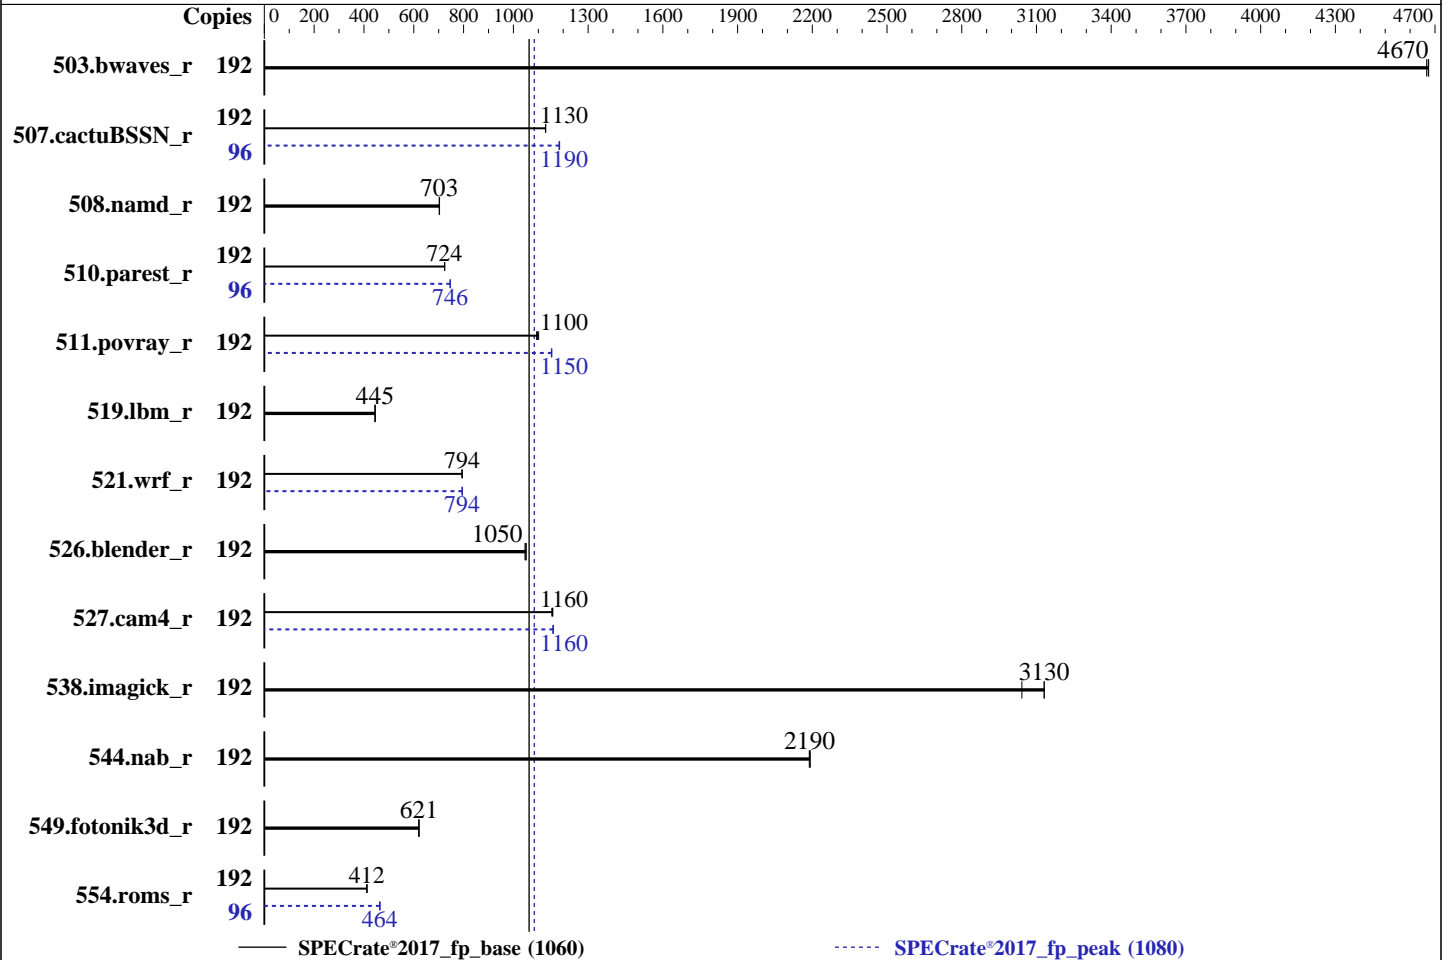 Copies 0 200 400 600 800 1000 1300 1600 1900 2200 2500 2800 3100 3400 3700 4000 4300 4700
503.bwaves_r 192 4670
507.cactuBSSN_r 192 1130
96 1190
508.namd_r 192 703
510.parest_r 192 724
96 746
511.povray_r 192 1100
1150
519.lbm_r 192 445
521.wrf_r 192 794
794
526.blender_r 192 1050
527.cam4_r 192 1160
1160
538.imagick_r 192 3130
544.nab_r 192 2190
549.fotonik3d_r 192 621
554.roms_r 192 412
96 464
SPECrate®2017_fp_base (1060) SPECrate®2017_fp_peak (1080)